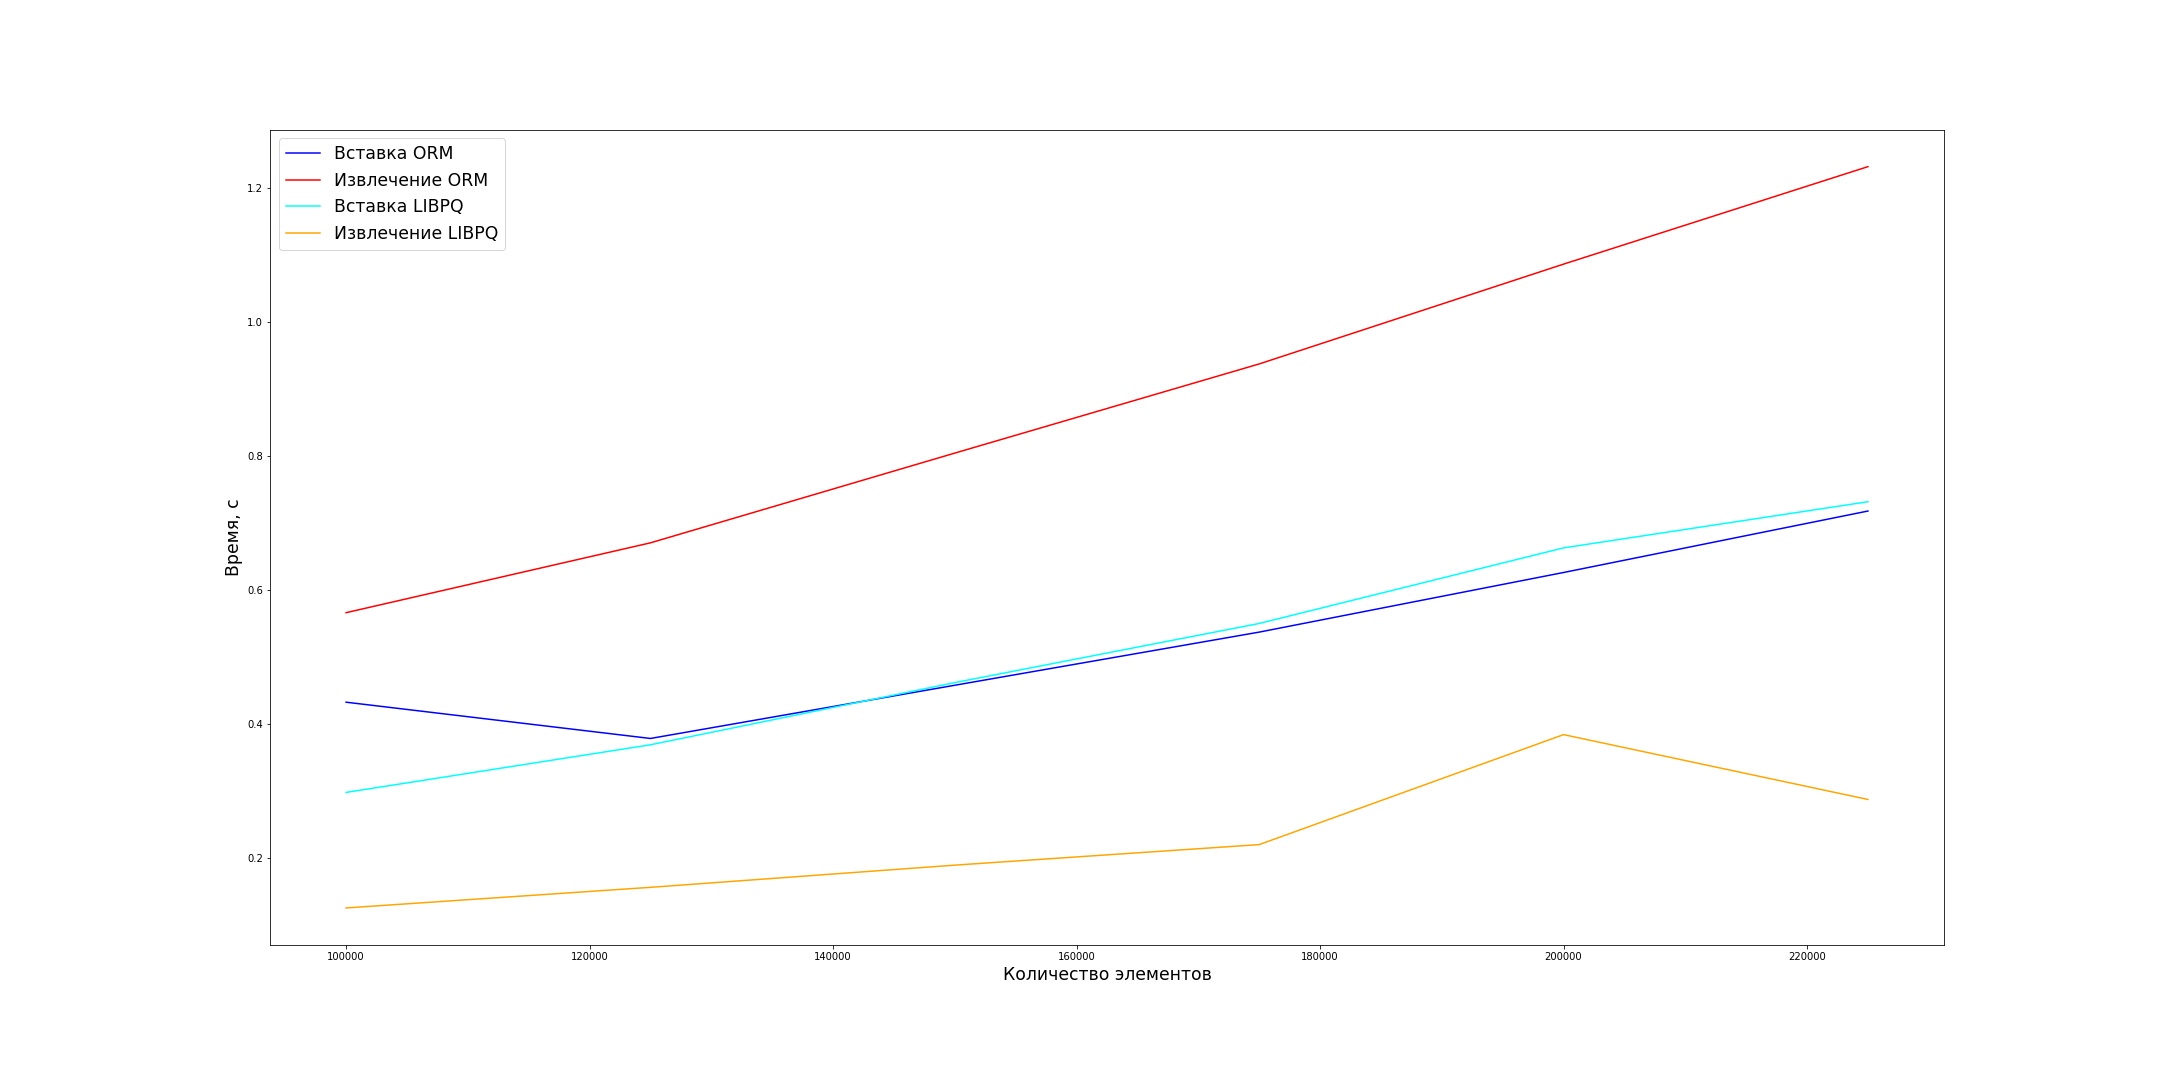 Вставка ORM
Извлечение ORM
Вставка LIBPQ
Извлечение LIBPQ
1.2
1.0
0.8
0.6
0.4
0.2
Время, с
100000 120000 140000 160000 180000 200000 220000
Количество элементов